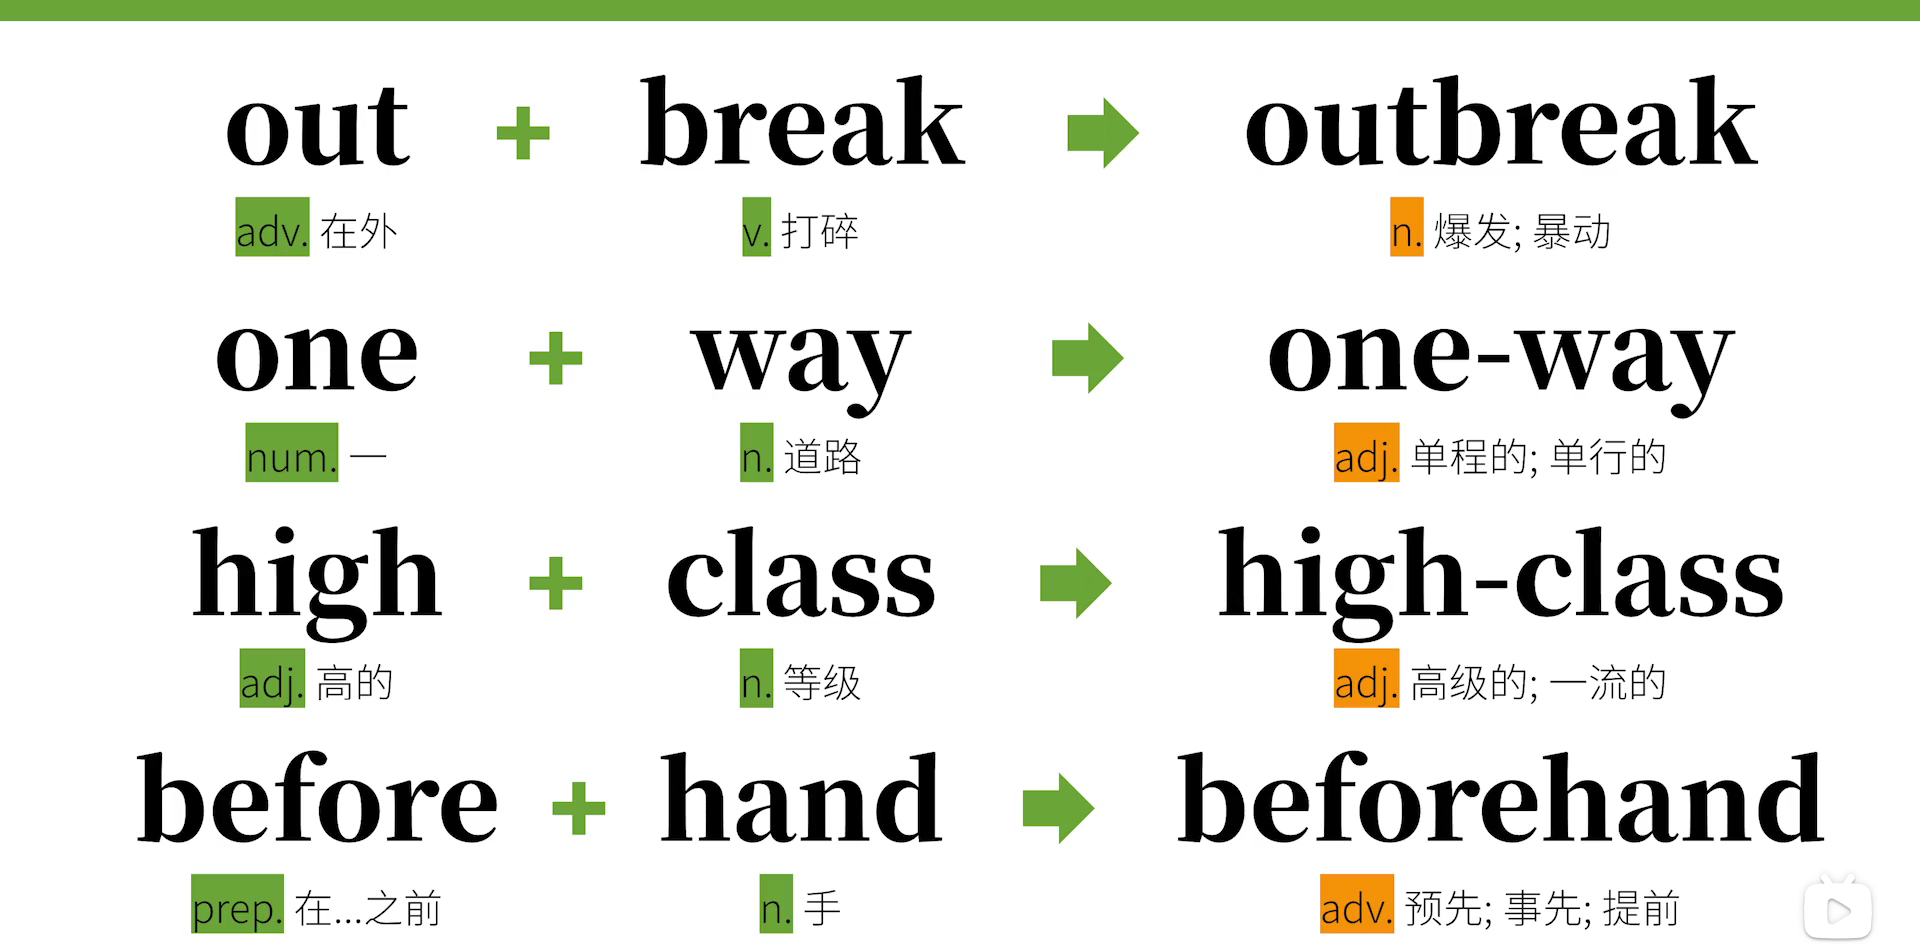 out + break outbreak
adv. 在外 v. 打碎 n. 爆发; 暴动
one + way one-way
num. 一 n. 道路 adj. 单程的; 单行的
high + class high-class
adj. 高的 n. 等级 adj. 高级的; 一流的
before + hand beforehand
prep. 在...之前 n. 手 adv. 预先; 事先; 提前